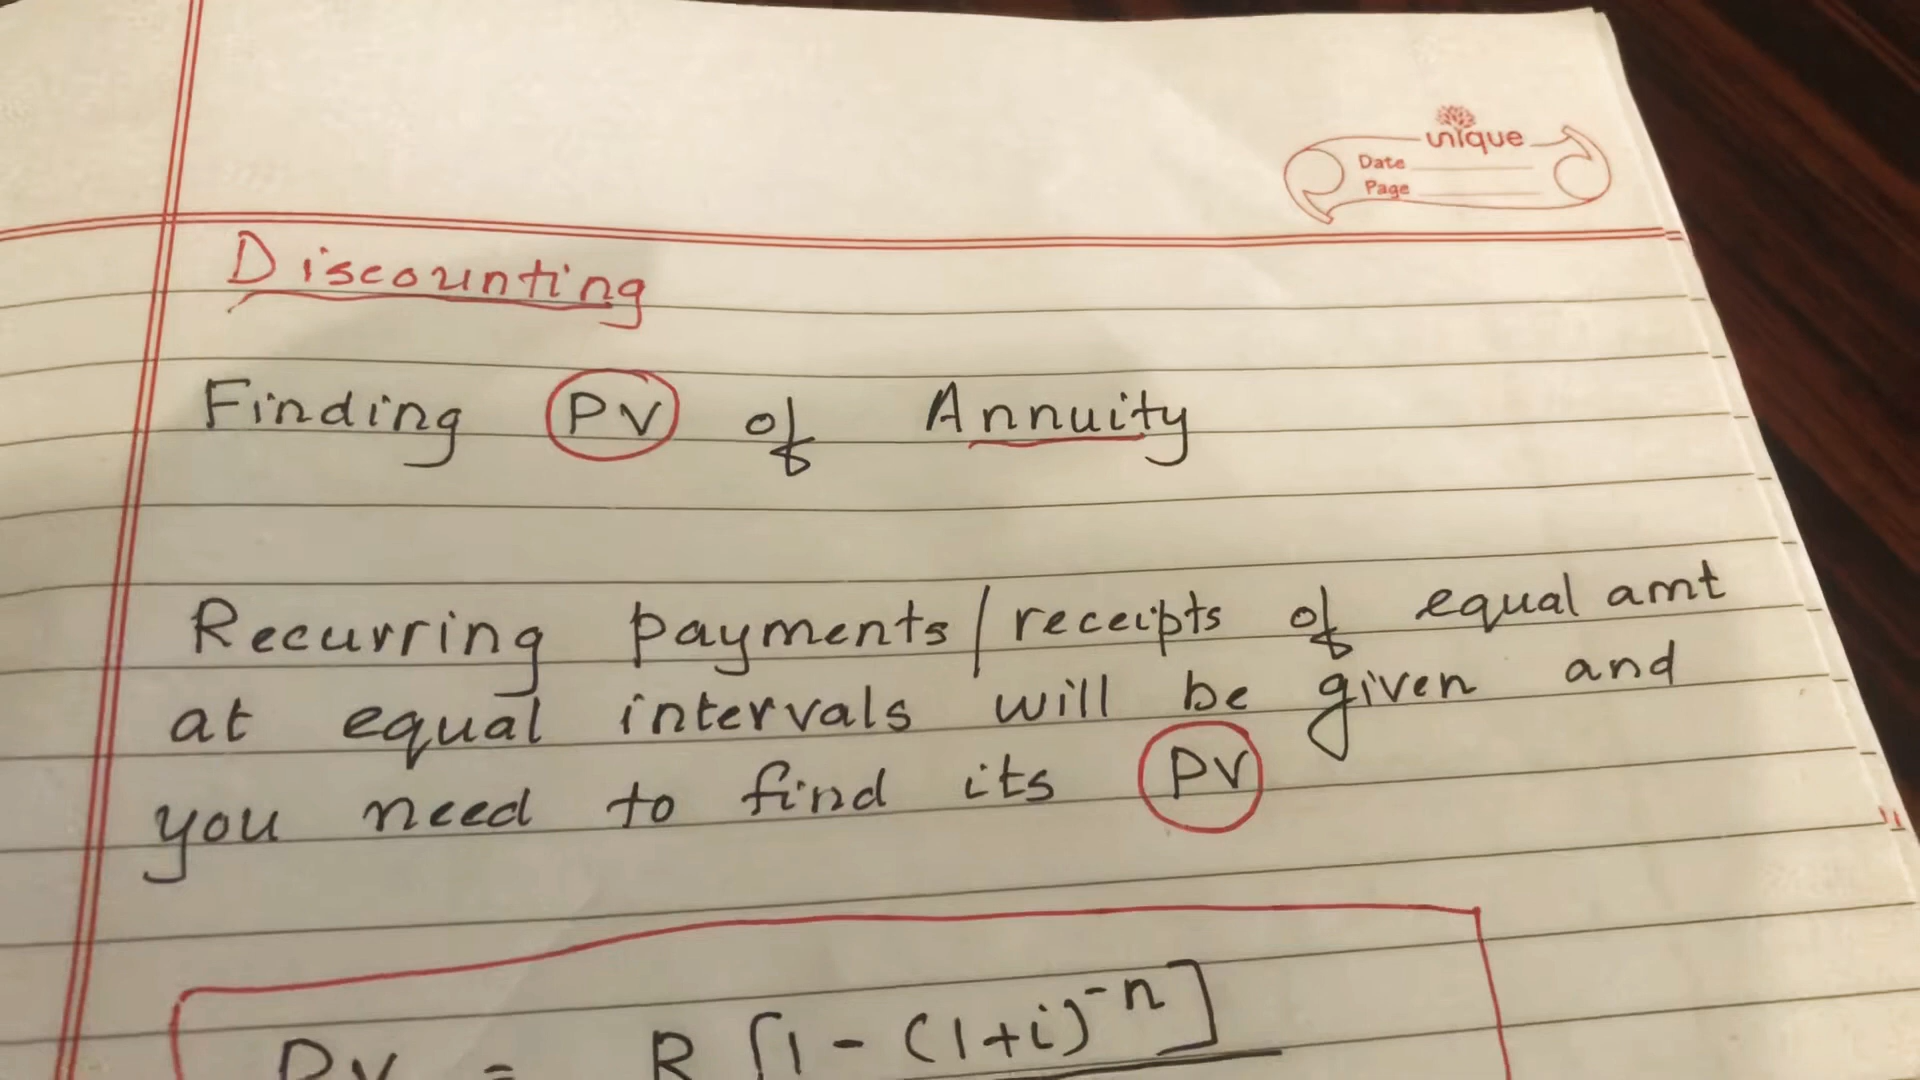 unique
Date
Page
Discounting
Finding PV of Annuity
Recurring payments/receipts of equal amt
at equal intervals will be given and
you need to find its PV
PV = R [1 - (1+i)⁻ⁿ]